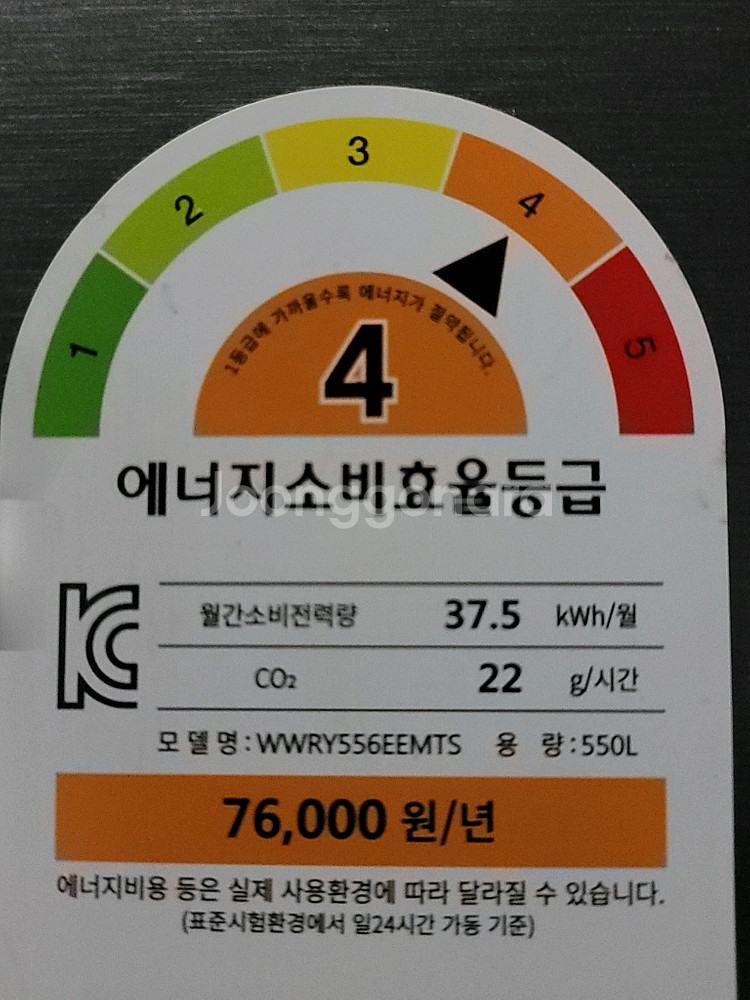 1
2
3
4
5
1등급에 가까울수록 에너지가 절약됩니다.
4
에너지소비효율등급
Joonggonara
월간소비전력량 37.5 kWh/월
CO₂ 22 g/시간
모델명:WWRY556EEMTS 용 량:550L
76,000 원/년
에너지비용 등은 실제 사용환경에 따라 달라질 수 있습니다.
(표준시험환경에서 일24시간 가동 기준)